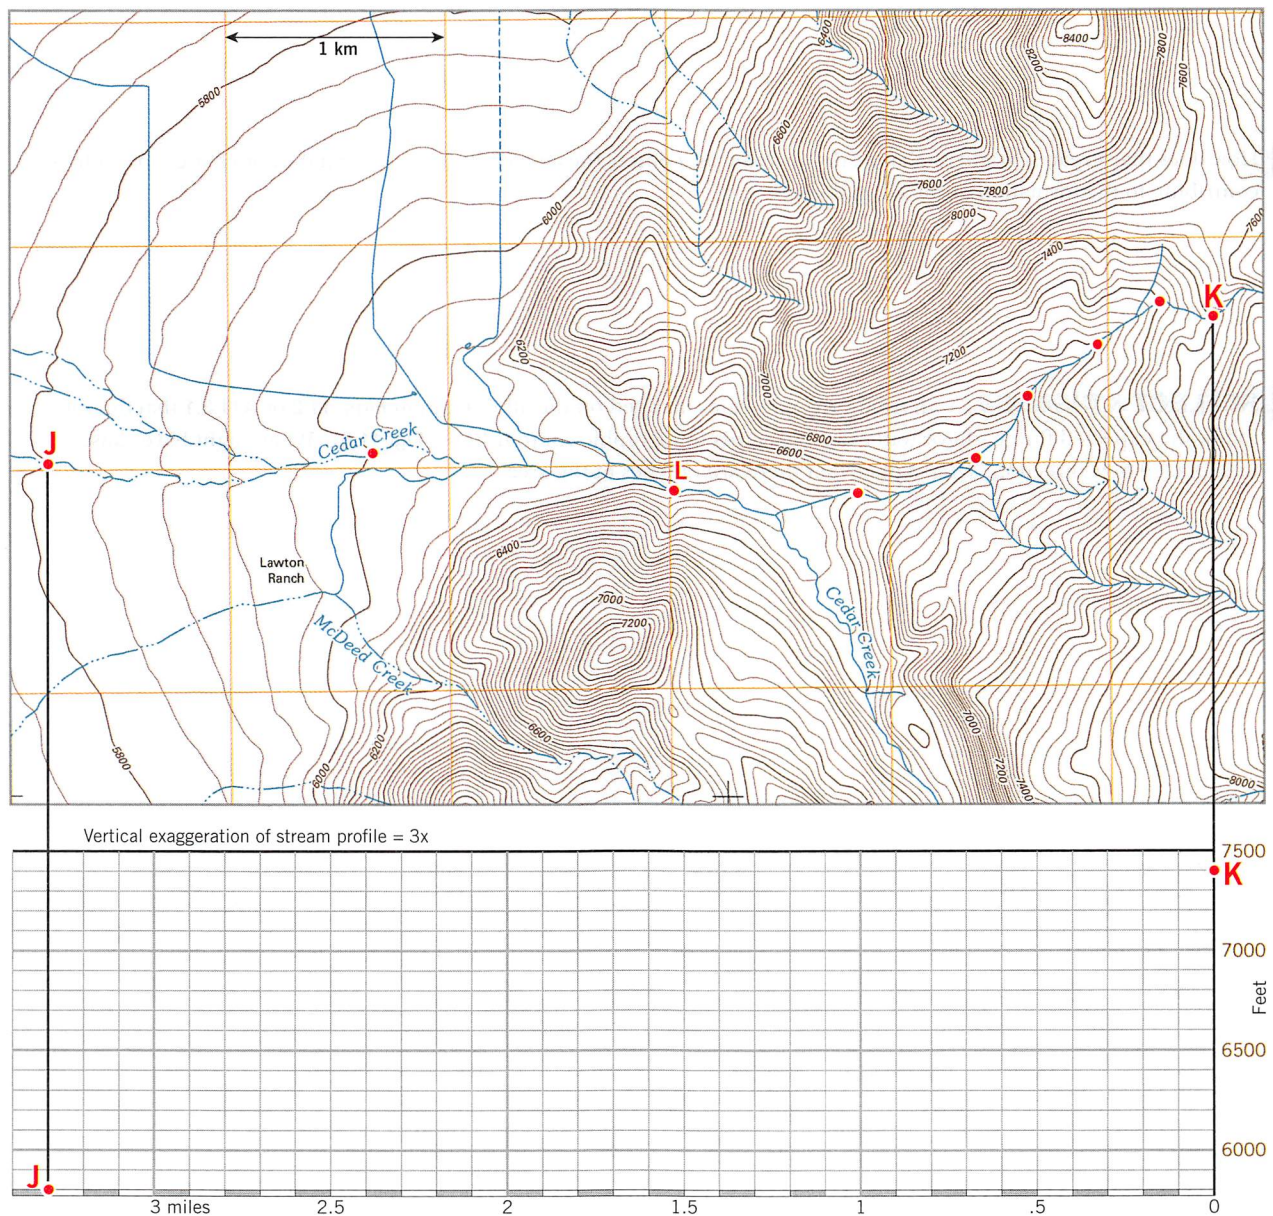 1 km
5800
6400
8400
8200
7800
7600
6600
7600
7800
8000
7600
6000
7400
6200
7200
7000
K
J
Cedar Creek
6800
6600
L
Lawton
Ranch
6400
McDeed Creek
7000
7200
Cedar Creek
5800
6200
6000
6600
7000
7200
7400
8000
Vertical exaggeration of stream profile = 3x
7500
K
7000
Feet
6500
6000
J
3 miles
2.5
2
1.5
1
.5
0